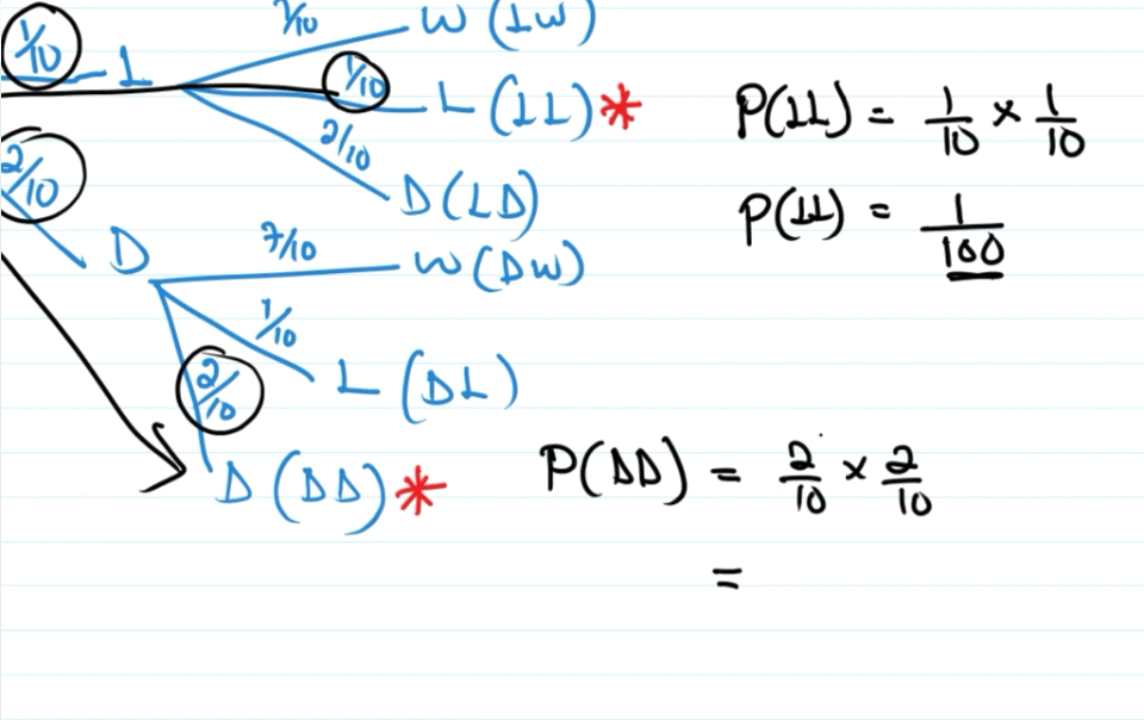 7/10 W (LW)
1/10 L 1/10 L (LL) * P(LL) = 1/10 × 1/10
2/10 2/10 D (LD) P(LL) = 1/100
D 7/10 W (DW)
1/10 L (DL)
2/10
D (DD) * P(DD) = 2/10 × 2/10
=